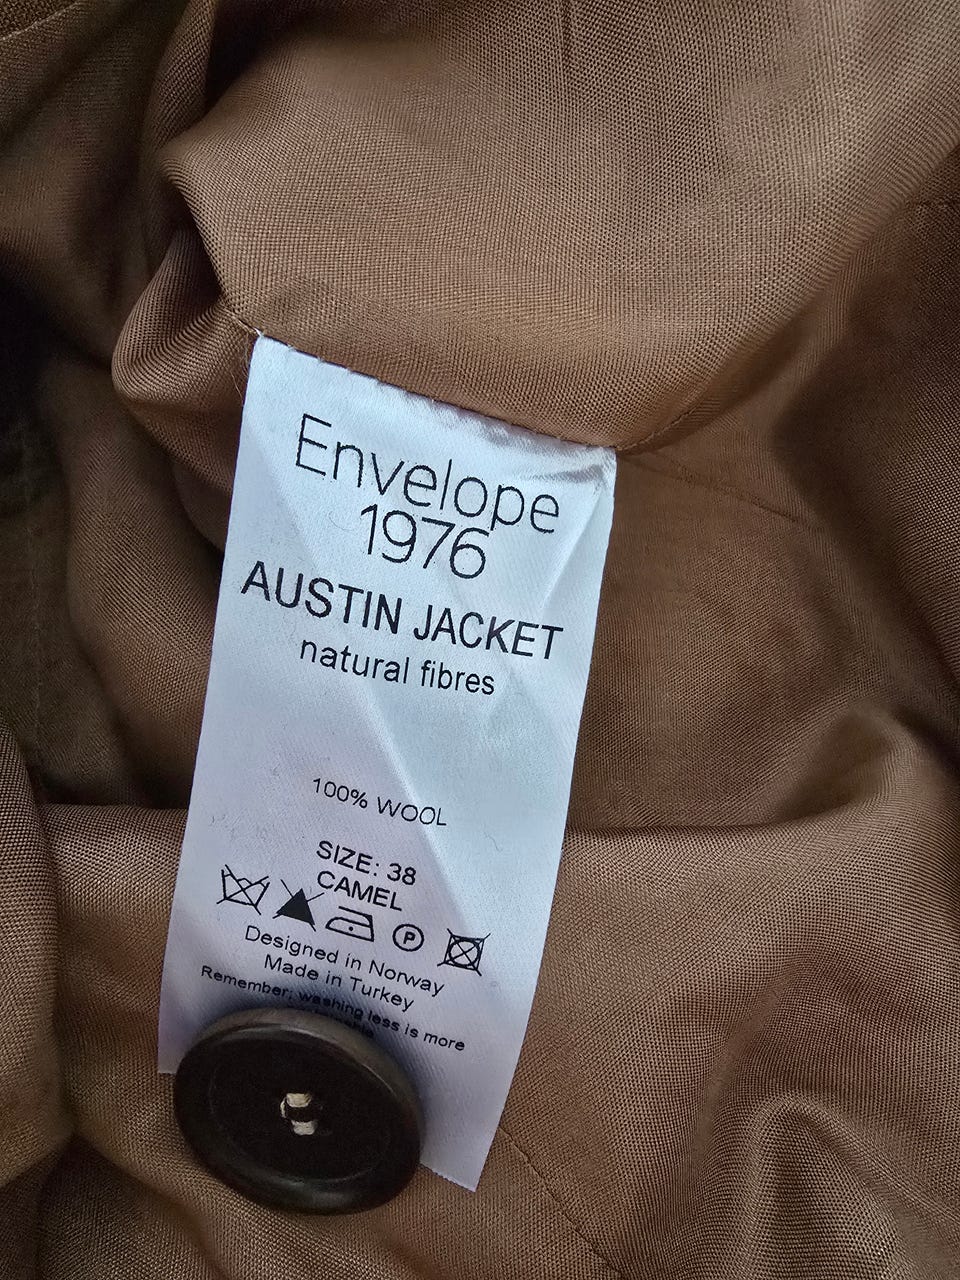 Envelope
1976
AUSTIN JACKET
natural fibres
100% WOOL
SIZE: 38
CAMEL
P
Designed in Norway
Made in Turkey
Remember: washing less is more